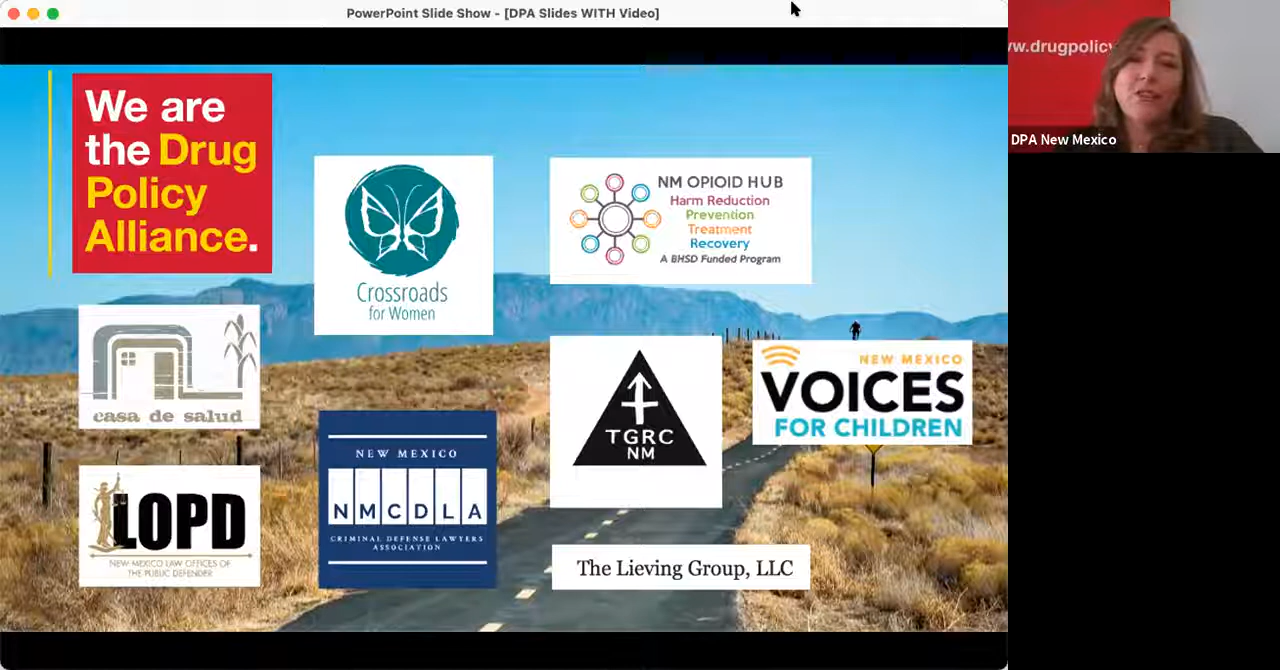 PowerPoint Slide Show - [DPA Slides WITH Video]
We are
the Drug
Policy
Alliance.
Crossroads
for Women
NM OPIOID HUB
Harm Reduction
Prevention
Treatment
Recovery
A BHSD Funded Program
casa de salud
TGRC
NM
NEW MEXICO
VOICES
FOR CHILDREN
LOPD
NEW MEXICO LAW OFFICES OF
THE PUBLIC DEFENDER
NEW MEXICO
NMCDLA
CRIMINAL DEFENSE LAWYERS
ASSOCIATION
The Lieving Group, LLC
w.drugpolicy
DPA New Mexico